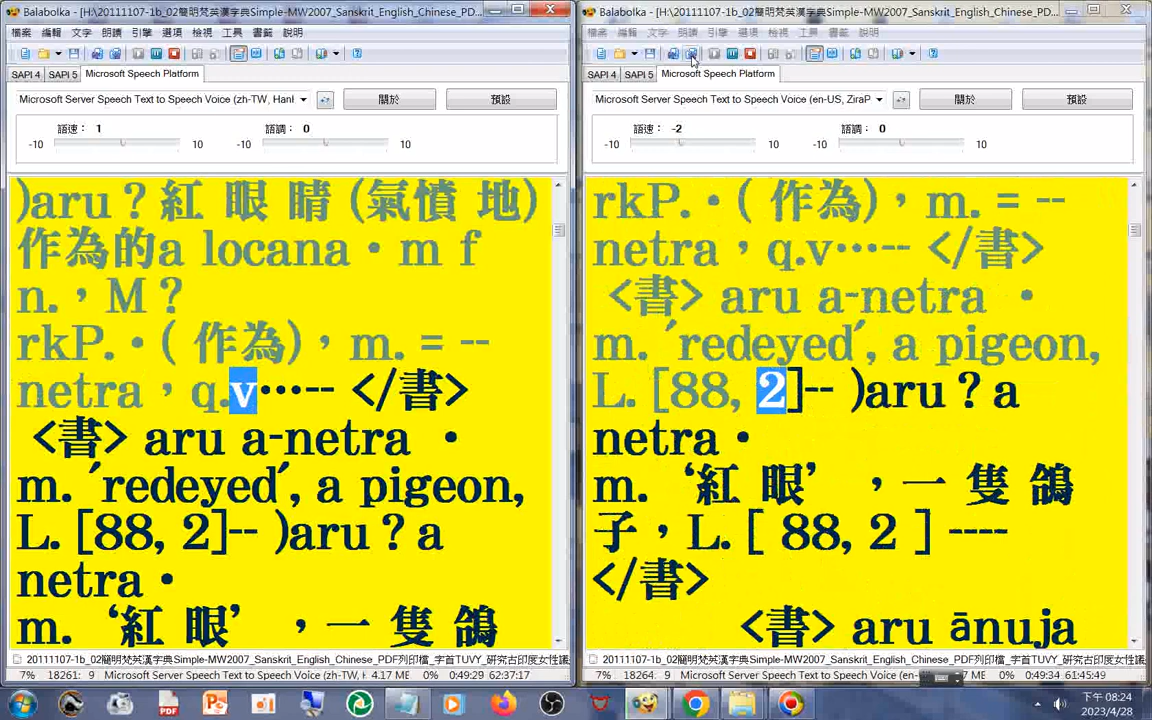 Balabolka - [H:\20111107-1b_02簡明梵英漢字典Simple-MW2007_Sanskrit_English_Chinese_PD...
檔案 編輯 文字 朗讀 引擎 選項 檢視 工具 書籤 說明
SAPI 4 SAPI 5 Microsoft Speech Platform
Microsoft Server Speech Text to Speech Voice (zh-TW, HanI 關於 預設
語速： 1 語調： 0
-10 10 -10 10
)aru？紅 眼 睛 (氣憤 地)
作為的a locana • m f
n.，M？
rkP. • ( 作為)，m. = --
netra，q.v…-- </書>
<書> aru a-netra •
m. ′redeyed′, a pigeon,
L. [88, 2]-- )aru？a
netra •
m.‘紅 眼’，一 隻 鴿
20111107-1b_02簡明梵英漢字典Simple-MW2007_Sanskrit_English_Chinese_PDF列印檔_字首TUVY_研究古印度女性議
7% 18261: 9 Microsoft Server Speech Text to Speech Voice (zh-TW, H 4.17 MB 0% 0:49:29 62:37:17
Balabolka - [H:\20111107-1b_02簡明梵英漢字典Simple-MW2007_Sanskrit_English_Chinese_PD...
檔案 編輯 文字 朗讀 引擎 選項 檢視 工具 書籤 說明
SAPI 4 SAPI 5 Microsoft Speech Platform
Microsoft Server Speech Text to Speech Voice (en-US, ZiraP 關於 預設
語速： -2 語調： 0
-10 10 -10 10
rkP. • ( 作為)，m. = --
netra，q.v…-- </書>
<書> aru a-netra •
m. ′redeyed′, a pigeon,
L. [88, 2]-- )aru？a
netra •
m.‘紅 眼’，一 隻 鴿
子，L. [ 88, 2 ] ----
</書>
<書> aru ānuja
20111107-1b_02簡明梵英漢字典Simple-MW2007_Sanskrit_English_Chinese_PDF列印檔_字首TUVY_研究古印度女性議
7% 18264: 9 Microsoft Server Speech Text to Speech Voice (en- MB 0% 0:49:34 61:45:49
下午 08:24
2023/4/28